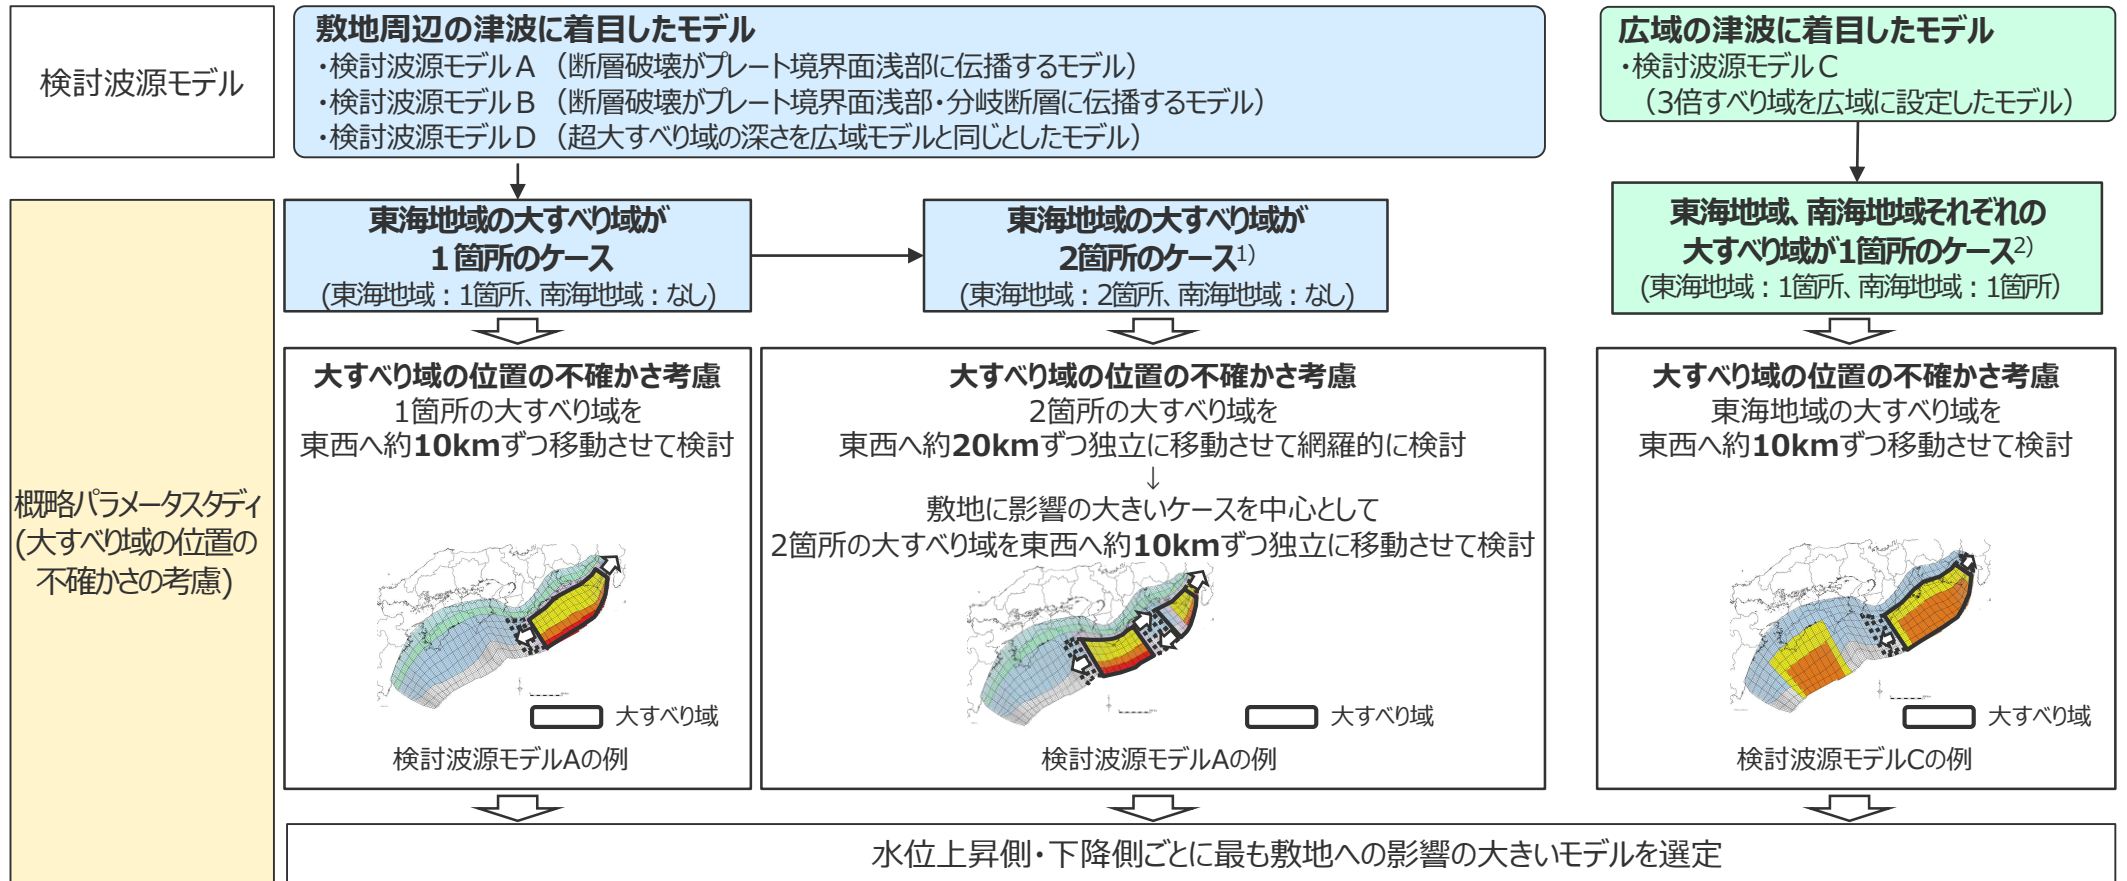 検討波源モデル
敷地周辺の津波に着目したモデル
・検討波源モデルA （断層破壊がプレート境界面浅部に伝播するモデル）
・検討波源モデルB （断層破壊がプレート境界面浅部・分岐断層に伝播するモデル）
・検討波源モデルD （超大すべり域の深さを広域モデルと同じとしたモデル）
広域の津波に着目したモデル
・検討波源モデルC
（3倍すべり域を広域に設定したモデル）
概略パラメータスタディ
(大すべり域の位置の
不確かさの考慮)
東海地域の大すべり域が
1箇所のケース
(東海地域：1箇所、南海地域：なし)
東海地域の大すべり域が
2箇所のケース1)
(東海地域：2箇所、南海地域：なし)
東海地域、南海地域それぞれの
大すべり域が1箇所のケース2)
(東海地域：1箇所、南海地域：1箇所)
大すべり域の位置の不確かさ考慮
1箇所の大すべり域を
東西へ約10kmずつ移動させて検討
大すべり域
検討波源モデルAの例
大すべり域の位置の不確かさ考慮
2箇所の大すべり域を
東西へ約20kmずつ独立に移動させて網羅的に検討
↓
敷地に影響の大きいケースを中心として
2箇所の大すべり域を東西へ約10kmずつ独立に移動させて検討
大すべり域
検討波源モデルAの例
大すべり域の位置の不確かさ考慮
東海地域の大すべり域を
東西へ約10kmずつ移動させて検討
大すべり域
検討波源モデルCの例
水位上昇側・下降側ごとに最も敷地への影響の大きいモデルを選定